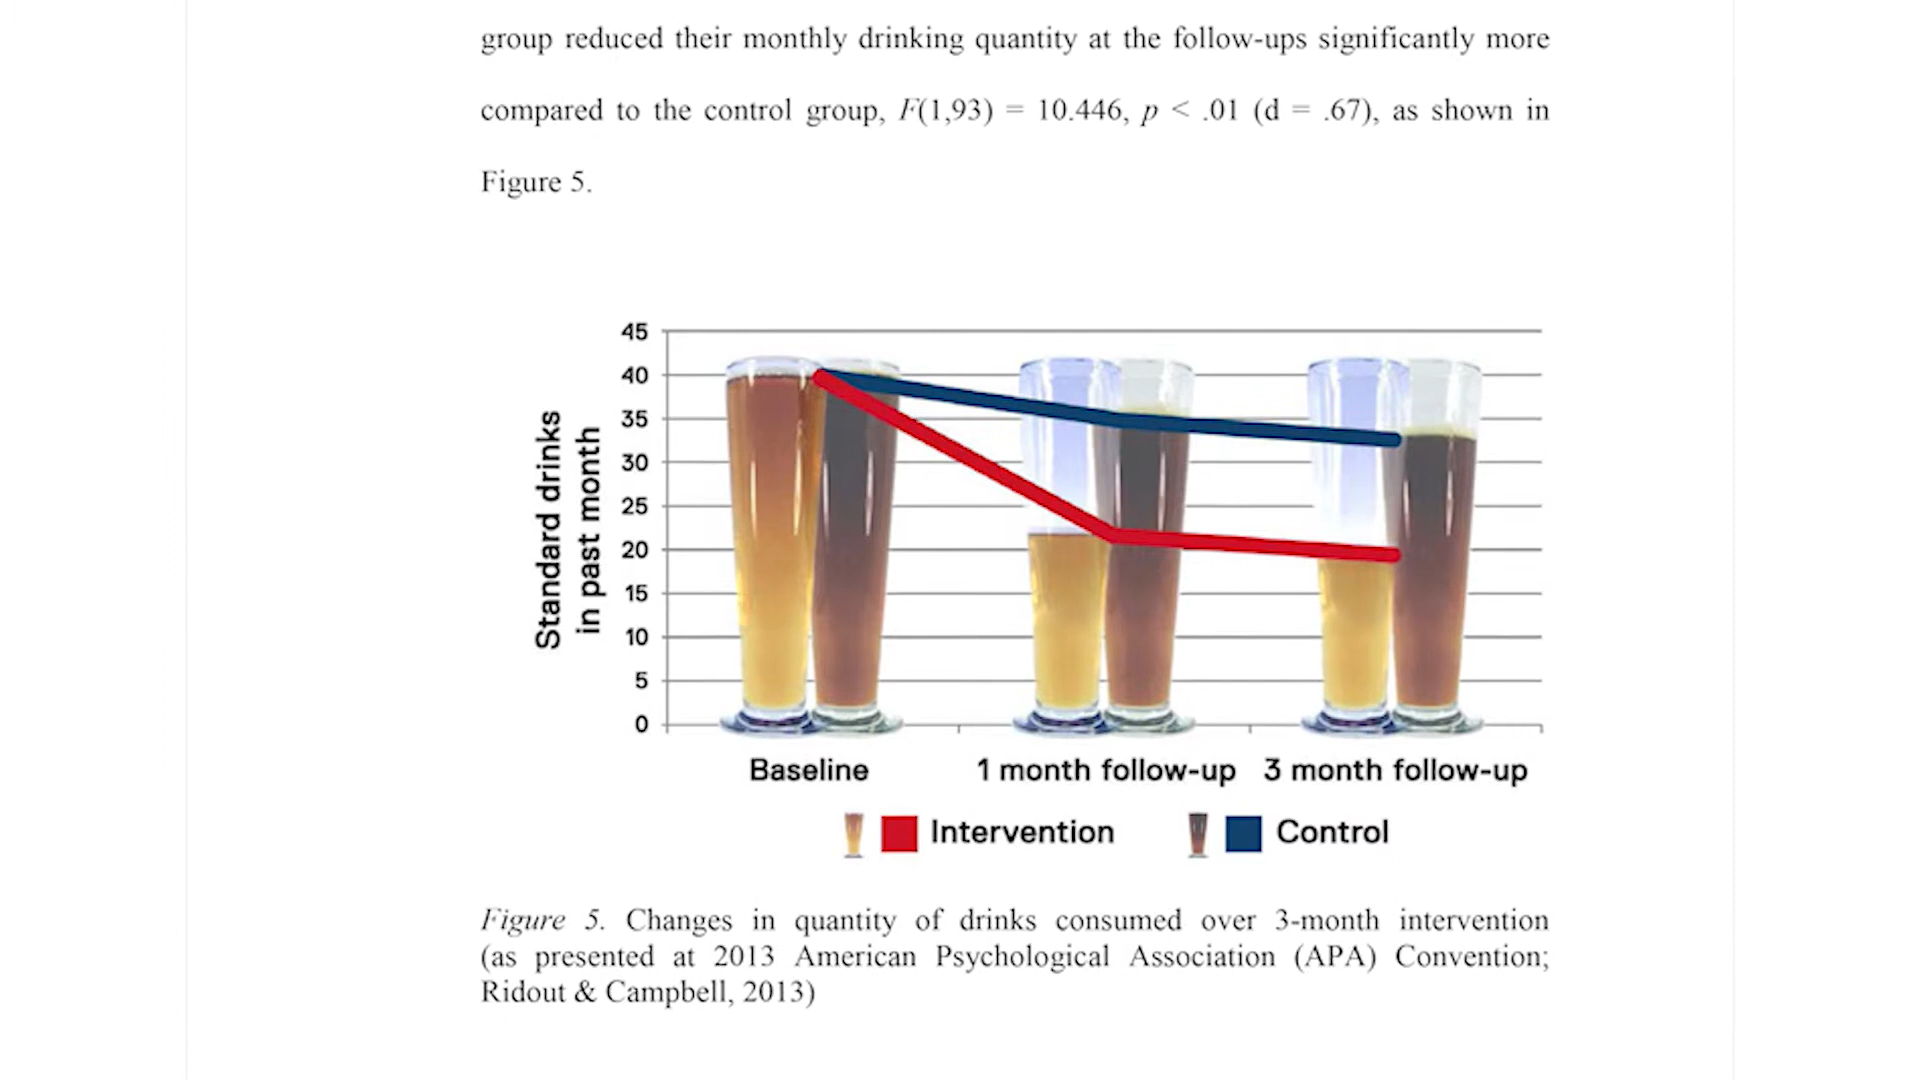 group reduced their monthly drinking quantity at the follow-ups significantly more
compared to the control group, F(1,93) = 10.446, p < .01 (d = .67), as shown in
Figure 5.
45
40
35
30
25
20
15
10
5
0
Standard drinks
in past month
Baseline
1 month follow-up
3 month follow-up
Intervention
Control
Figure 5. Changes in quantity of drinks consumed over 3-month intervention
(as presented at 2013 American Psychological Association (APA) Convention;
Ridout & Campbell, 2013)